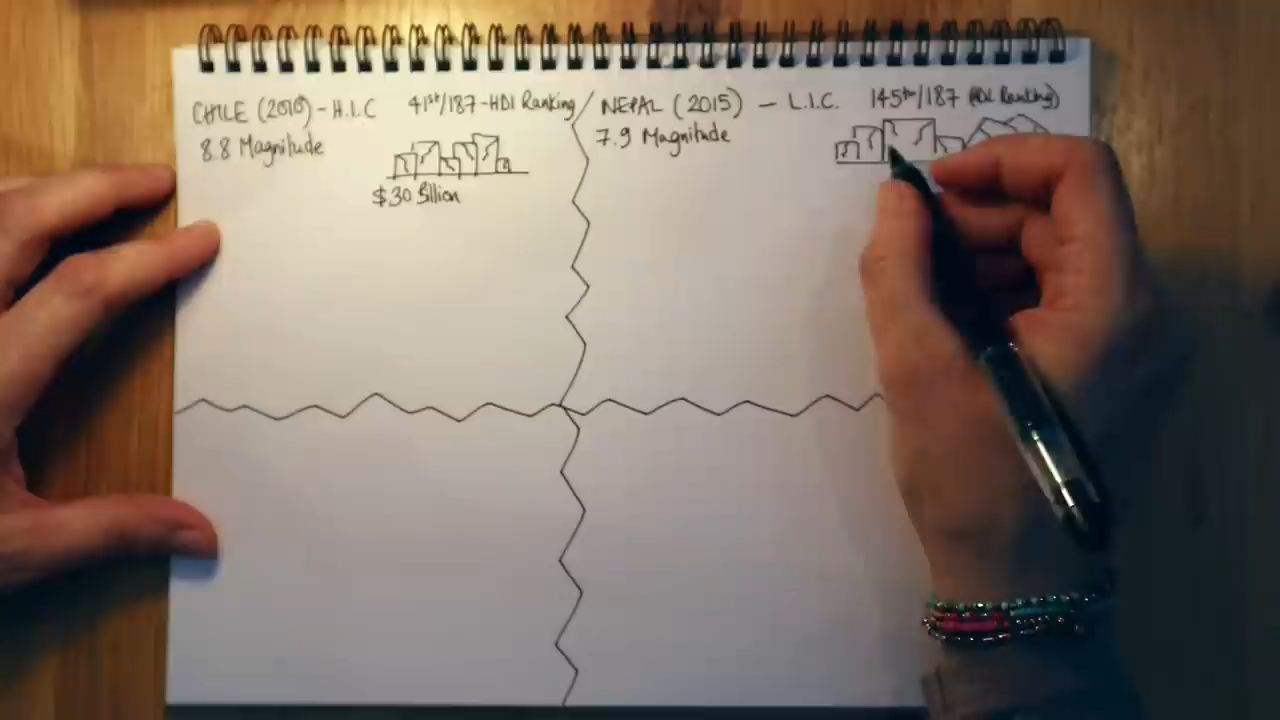 CHILE (2010) - H.I.C 41st/187 - HDI Ranking
8.8 Magnitude
$30 Billion
NEPAL (2015) - L.I.C. 145th/187 (HDI Ranking)
7.9 Magnitude